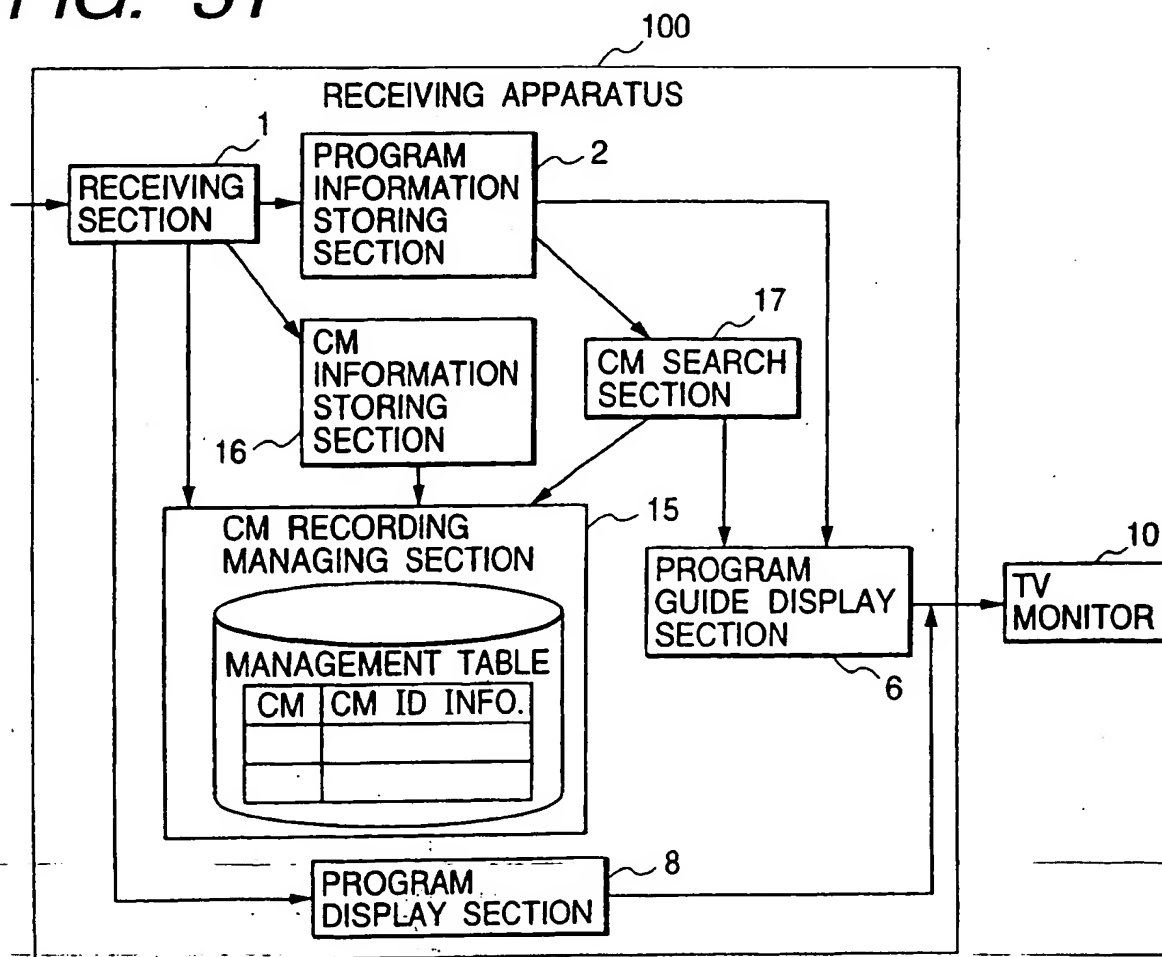 FIG. 31
100
RECEIVING APPARATUS
1
RECEIVING
SECTION
2
PROGRAM
INFORMATION
STORING
SECTION
17
CM SEARCH
SECTION
CM
INFORMATION
STORING
SECTION
16
15
CM RECORDING
MANAGING SECTION
MANAGEMENT TABLE
CM CM ID INFO.
PROGRAM
GUIDE DISPLAY
SECTION
6
10
TV
MONITOR
8
PROGRAM
DISPLAY SECTION